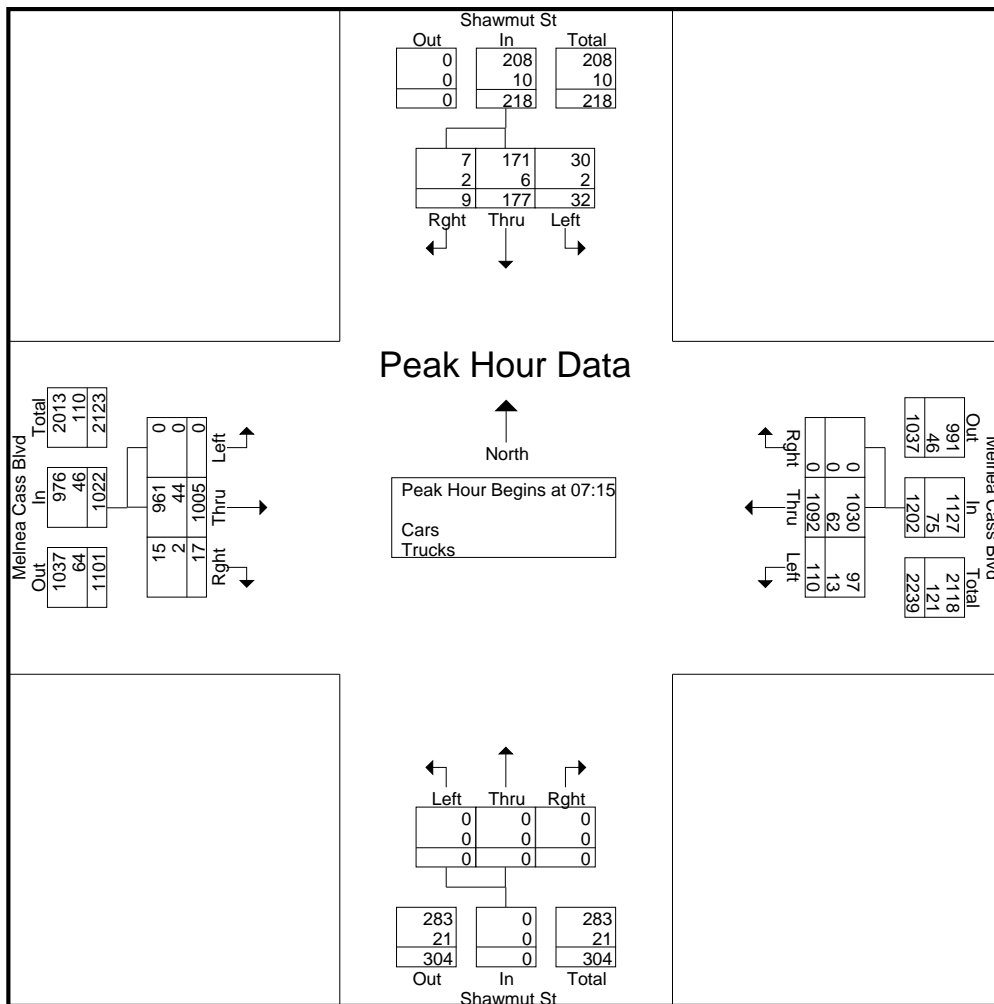 Shawmut St
Out In Total
0 208 208
0 10 10
0 218 218
7 171 30
2 6 2
9 177 32
Rght Thru Left
Peak Hour Data
North
Peak Hour Begins at 07:15
Cars
Trucks
Melnea Cass Blvd
Total In Out
2013 976 1037
110 46 64
2123 1022 1101
0 961 15
0 44 2
0 1005 17
Left Thru Rght
Melnea Cass Blvd
Out In Total
991 1127 2118
46 75 121
1037 1202 2239
0 1030 97
0 62 13
0 1092 110
Rght Thru Left
Left Thru Rght
0 0 0
0 0 0
0 0 0
283 0 283
21 0 21
304 0 304
Out In Total
Shawmut St